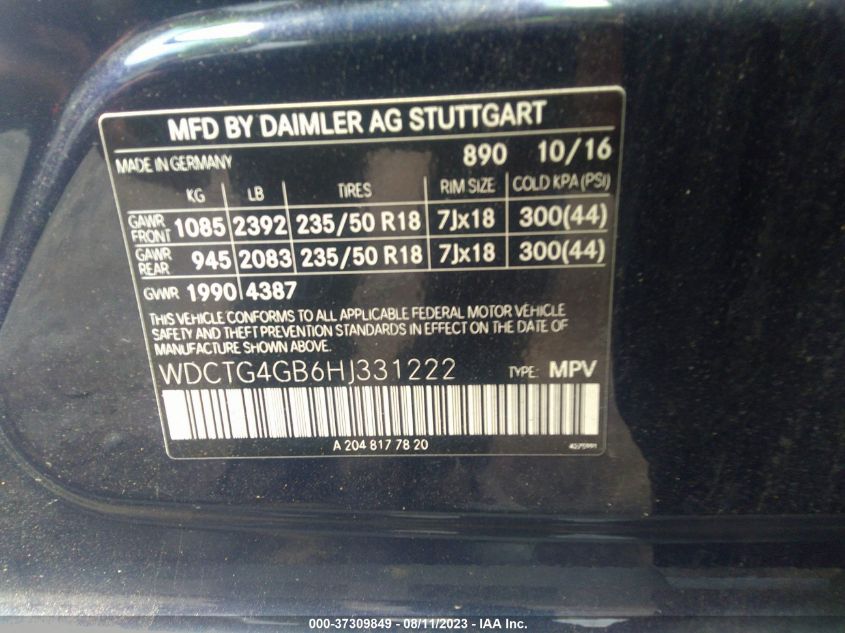 MFD BY DAIMLER AG STUTTGART
MADE IN GERMANY 890 10/16
KG LB TIRES RIM SIZE COLD KPA (PSI)
GAWR FRONT 1085 2392 235/50 R18 7Jx18 300(44)
GAWR REAR 945 2083 235/50 R18 7Jx18 300(44)
GVWR 1990 4387
THIS VEHICLE CONFORMS TO ALL APPLICABLE FEDERAL MOTOR VEHICLE
SAFETY AND THEFT PREVENTION STANDARDS IN EFFECT ON THE DATE OF
MANUFACTURE SHOWN ABOVE.
WDCTG4GB6HJ331222 TYPE: MPV
A 204 817 78 20
000-37309849 - 08/11/2023 - IAA Inc.